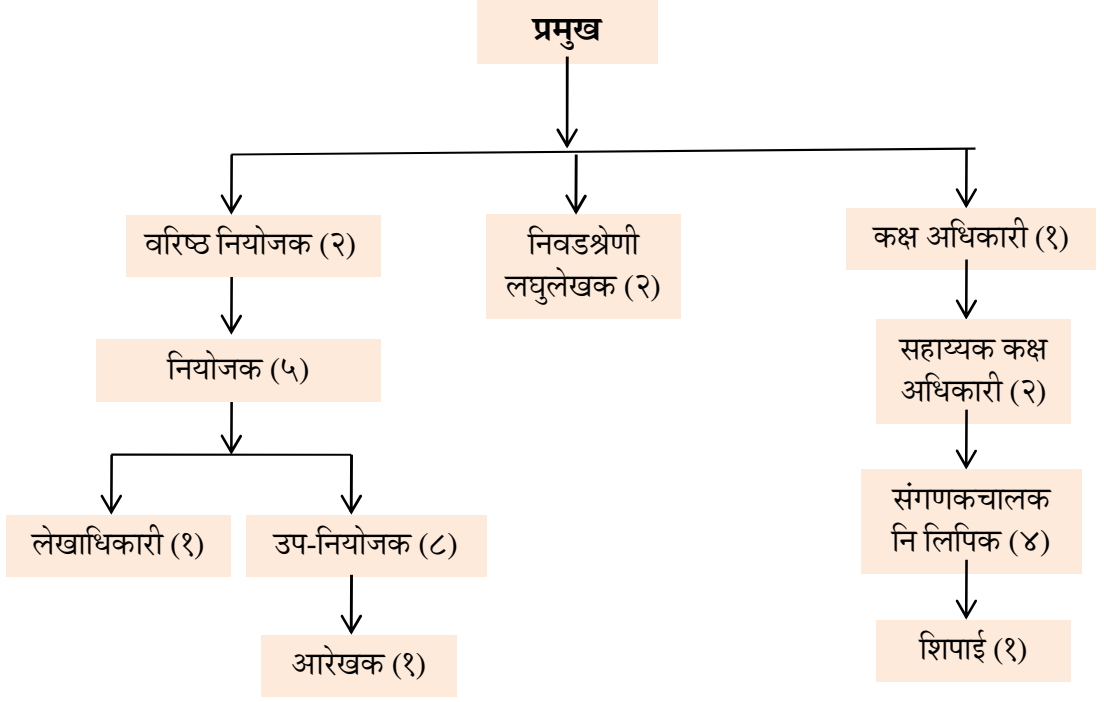 प्रमुख
वरिष्ठ नियोजक (२)
निवडश्रेणी
लघुलेखक (२)
कक्ष अधिकारी (१)
नियोजक (५)
सहाय्यक कक्ष
अधिकारी (२)
लेखाधिकारी (१)
उप-नियोजक (८)
संगणकचालक
नि लिपिक (४)
आरेखक (१)
शिपाई (१)